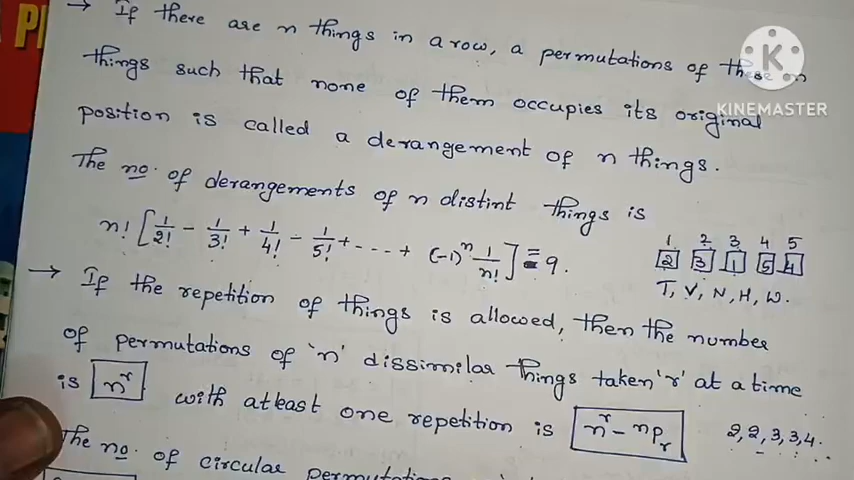 → If there are n things in a row, a permutations of these n
things such that none of them occupies its original
position is called a derangement of n things.
The no. of derangements of n distint things is
n! [1/2! - 1/3! + 1/4! - 1/5! + ---- + (-1)^n 1/n!] = 9.
1 2 3 4 5
2 3 1 5 4
T, V, N, H, W.
→ If the repetition of things is allowed, then the number
of permutations of 'n' dissimilar things taken 'r' at a time
is n^r with atleast one repetition is n^r - nPr
2, 2, 3, 3, 4.
The no. of circular permutations
K
KINEMASTER